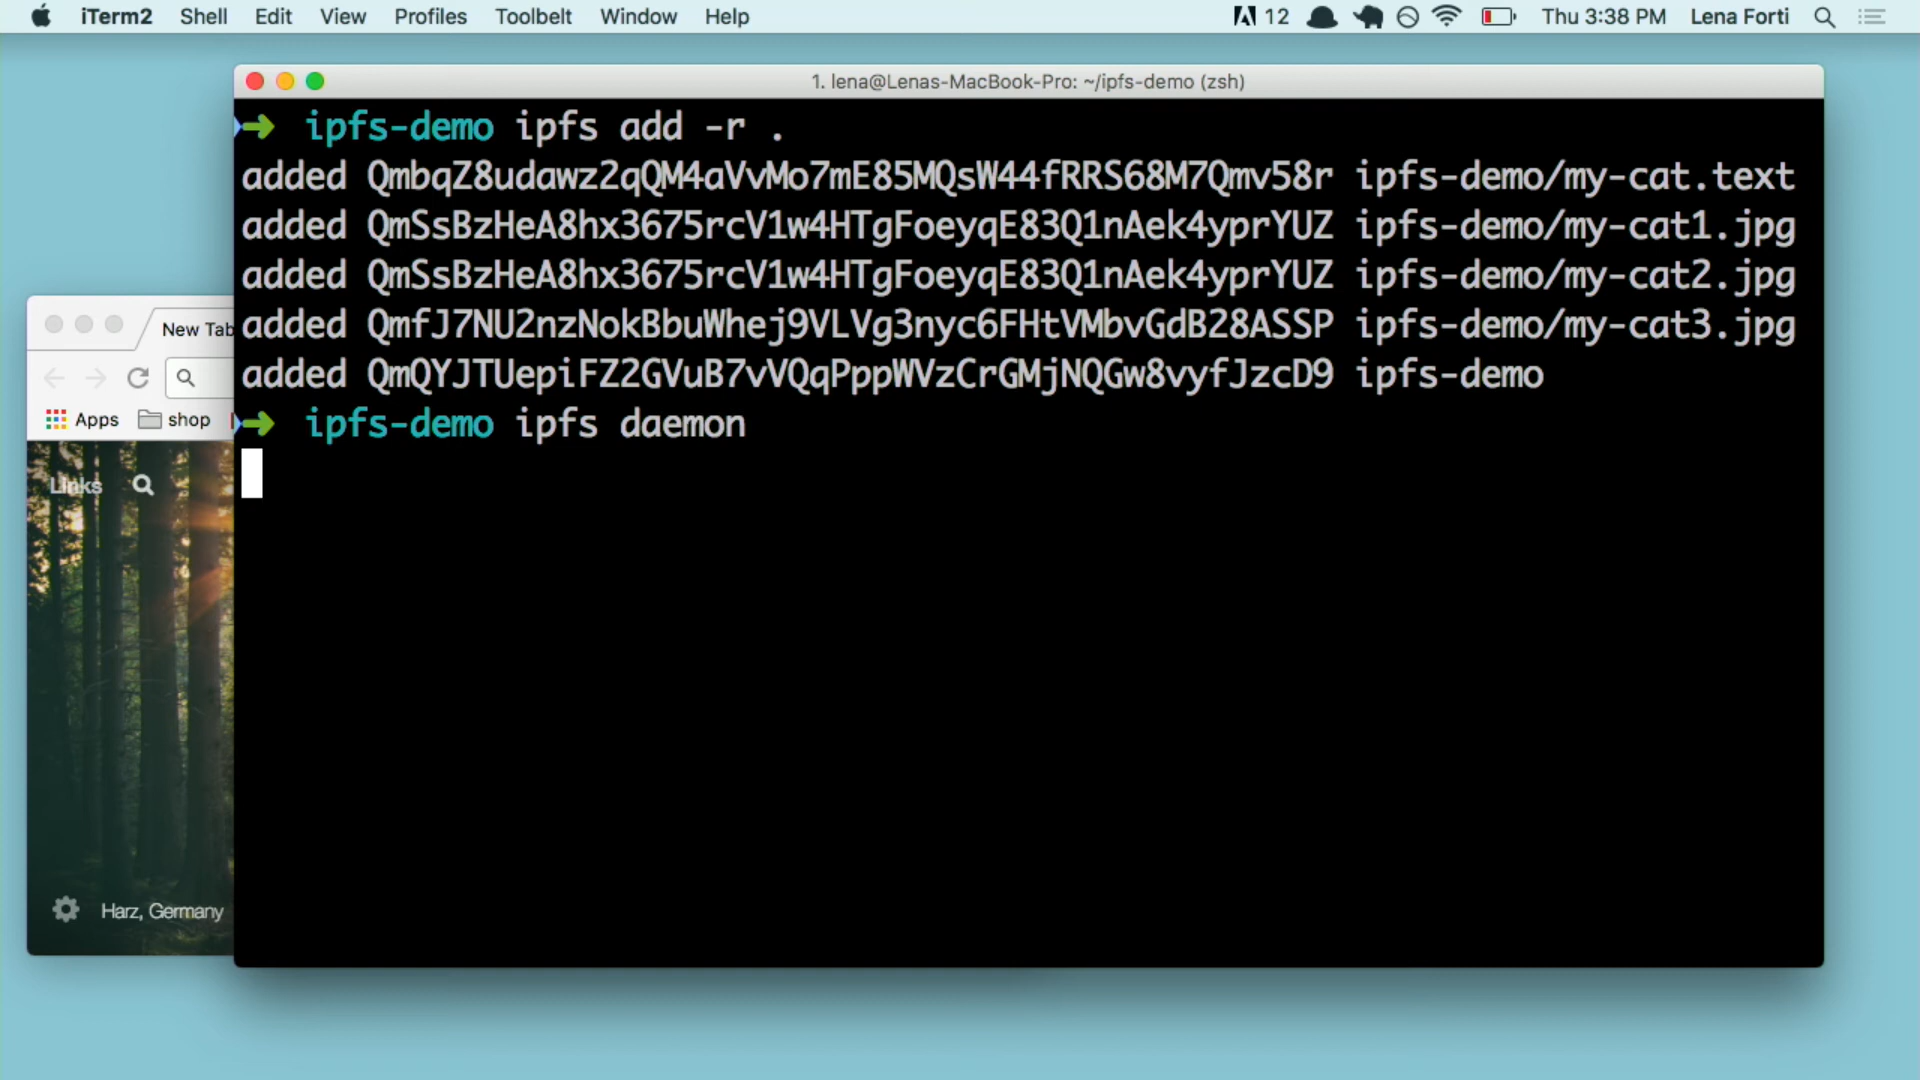 iTerm2 Shell Edit View Profiles Toolbelt Window Help 12 Thu 3:38 PM Lena Forti
1. lena@Lenas-MacBook-Pro: ~/ipfs-demo (zsh)
➜ ipfs-demo ipfs add -r .
added QmbqZ8udawz2qQM4aVvMo7mE85MQsW44fRRS68M7Qmv58r ipfs-demo/my-cat.text
added QmSsBzHeA8hx3675rcV1w4HTgFoeyqE83Q1nAek4yprYUZ ipfs-demo/my-cat1.jpg
added QmSsBzHeA8hx3675rcV1w4HTgFoeyqE83Q1nAek4yprYUZ ipfs-demo/my-cat2.jpg
added QmfJ7NU2nzNokBbuWhej9VLVg3nyc6FHtVMbvGdB28ASSP ipfs-demo/my-cat3.jpg
added QmQYJTUepiFZ2GVuB7vVQqPppWVzCrGMjNQGw8vyfJzcD9 ipfs-demo
➜ ipfs-demo ipfs daemon
New Tab
Apps shop
Links
Harz, Germany